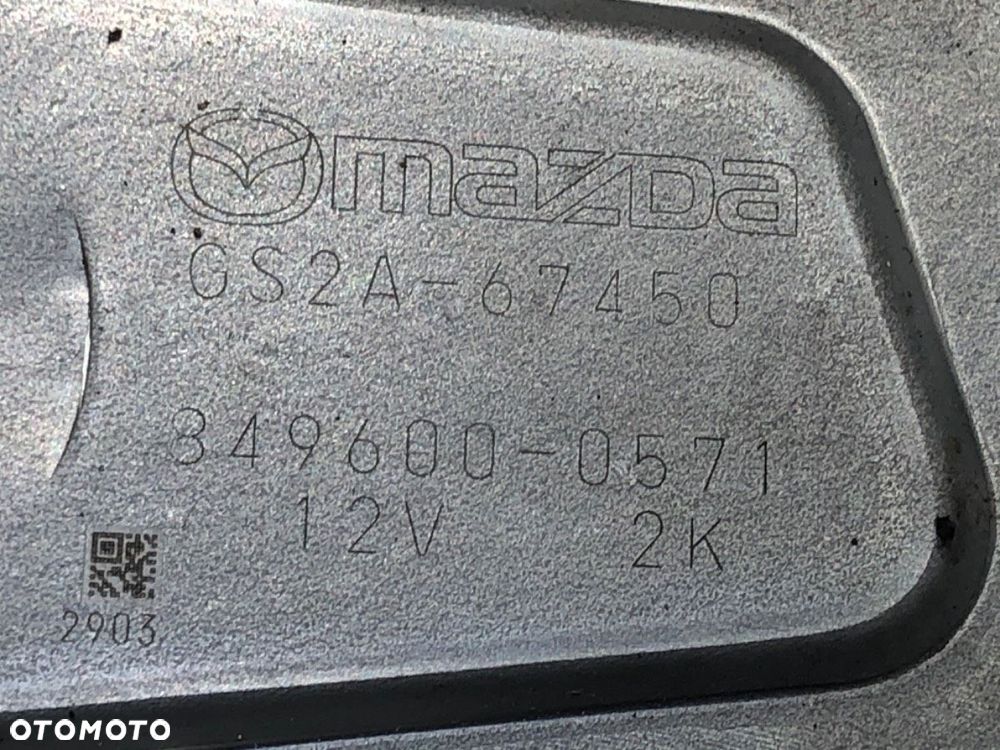 mazda
GS2A-67450
349600-0571
12V 2K
2903
OTOMOTO